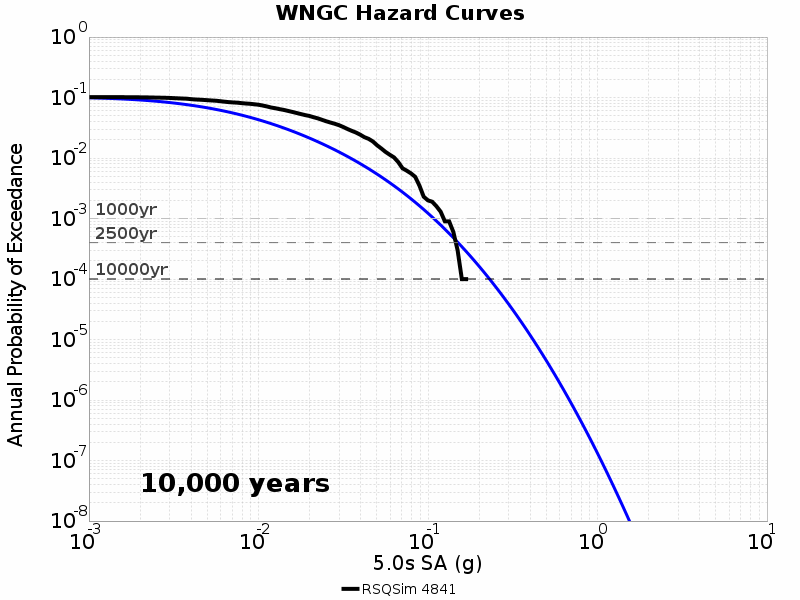 WNGC Hazard Curves
Annual Probability of Exceedance
10^0
10^-1
10^-2
10^-3
10^-4
10^-5
10^-6
10^-7
10^-8
1000yr
2500yr
10000yr
10,000 years
10^-3 10^-2 10^-1 10^0 10^1
5.0s SA (g)
RSQSim 4841